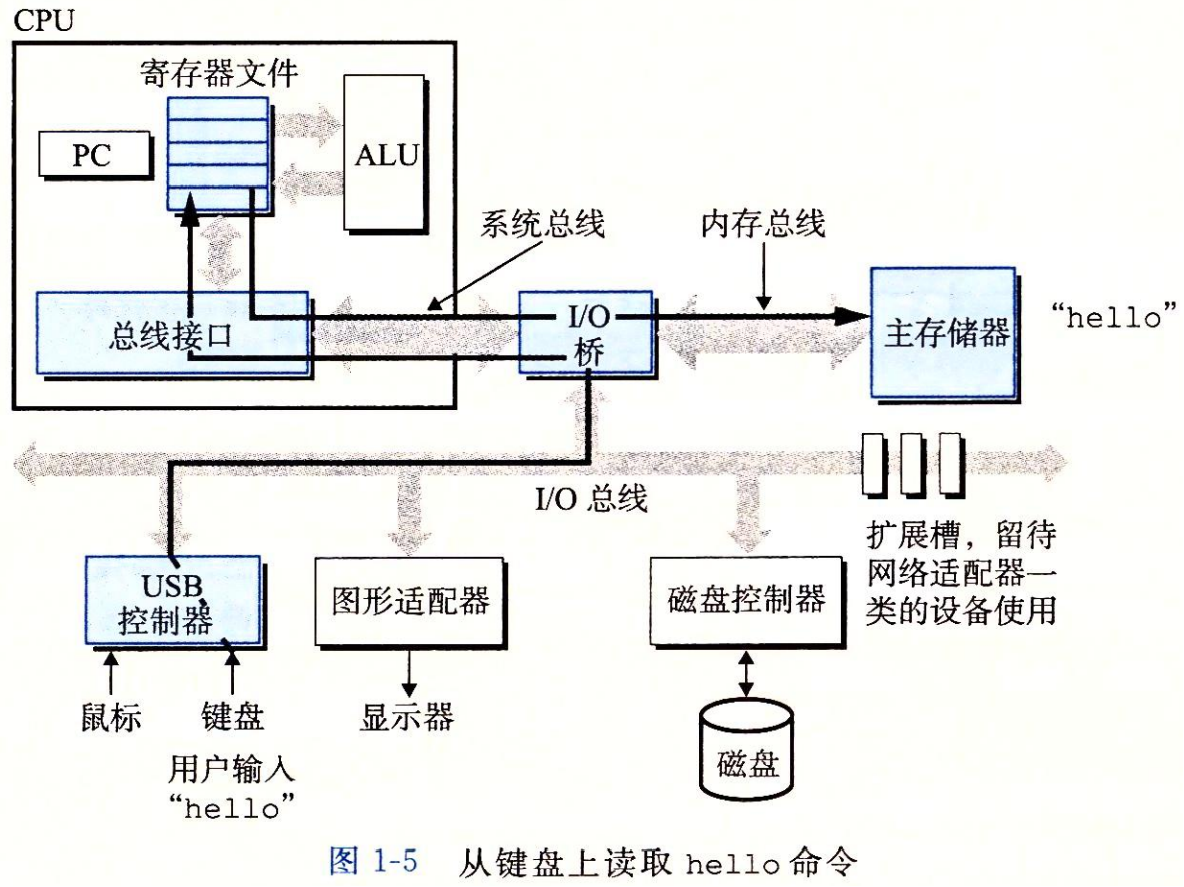 CPU
寄存器文件
PC
ALU
系统总线
内存总线
总线接口
I/O
桥
主存储器
“hello”
I/O 总线
扩展槽，留待
网络适配器一
类的设备使用
USB
控制器
图形适配器
磁盘控制器
鼠标
键盘
显示器
磁盘
用户输入
“hello”
图 1-5 从键盘上读取 hello 命令